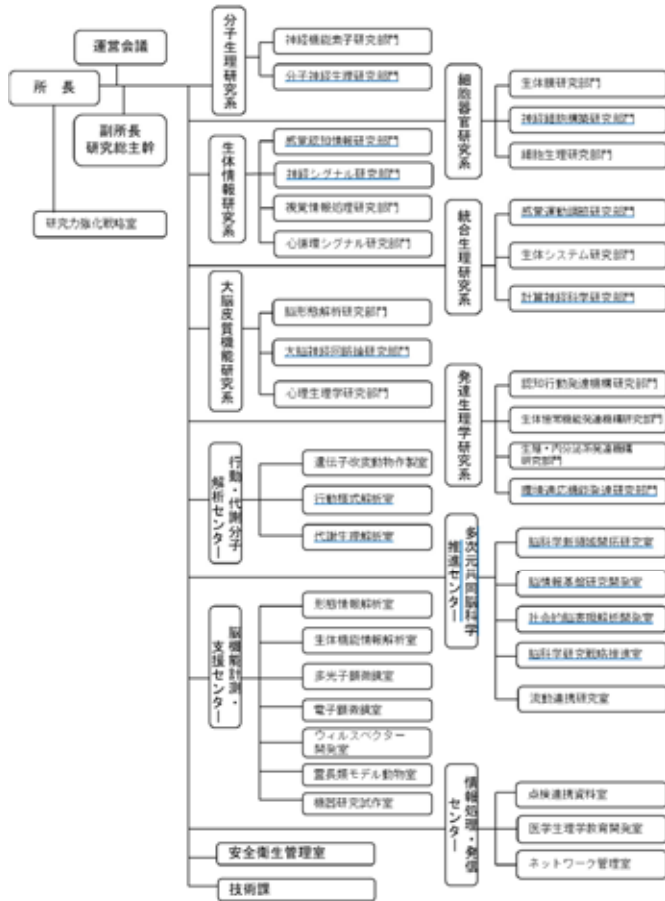 運営会議
所 長
副所長
研究総主幹
研究力強化戦略室
分子生理研究系
神経機能素子研究部門
分子神経生理研究部門
細胞器官研究系
生体膜研究部門
神経細胞構築研究部門
細胞生理研究部門
生体情報研究系
感覚認知情報研究部門
神経シグナル研究部門
視覚情報処理研究部門
心循環シグナル研究部門
統合生理研究系
感覚運動調節研究部門
生体システム研究部門
計算神経科学研究部門
大脳皮質機能研究系
脳形態解析研究部門
大脳神経回路論研究部門
心理生理学研究部門
発達生理学研究系
認知行動発達機構研究部門
生体恒常機能発達機構研究部門
生殖・内分泌系発達機構
研究部門
環境適応機能発達研究部門
行動・代謝分子
解析センター
遺伝子改変動物作製室
行動様式解析室
代謝生理解析室
多次元共同脳科学
推進センター
脳科学新領域開拓研究室
脳情報基盤研究開発室
社会的脳表現解析開発室
脳科学研究戦略推進室
流動連携研究室
脳機能計測・
支援センター
形態情報解析室
生体機能情報解析室
多光子顕微鏡室
電子顕微鏡室
ウィルスベクター
開発室
霊長類モデル動物室
機器研究試作室
情報処理・発信
センター
点検連携資料室
医学生理学教育開発室
ネットワーク管理室
安全衛生管理室
技術課